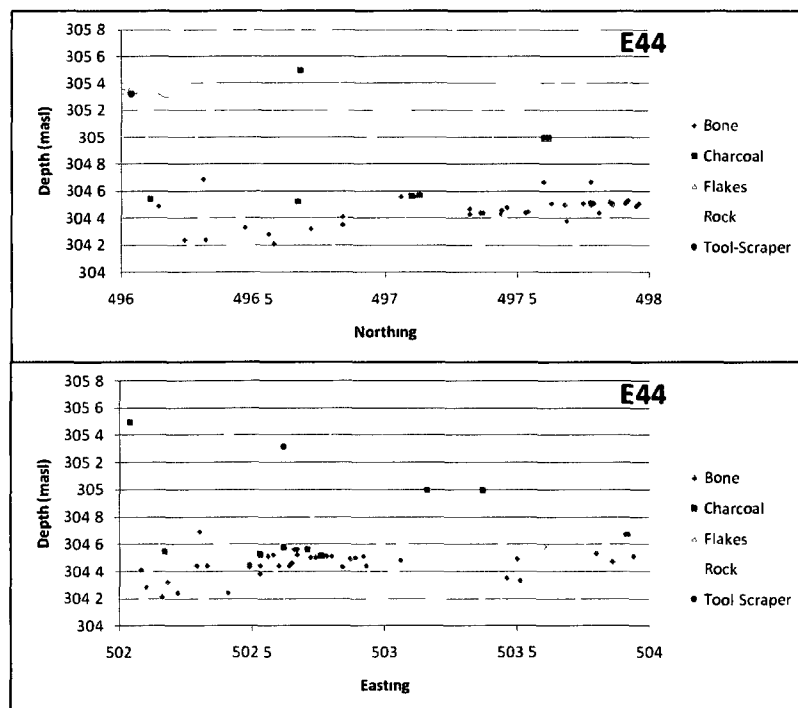 E44
305 8
305 6
305 4
305 2
305
304 8
304 6
304 4
304 2
304
Depth (masl)
496
496 5
497
497 5
498
Northing
Bone
Charcoal
Flakes
Rock
Tool-Scraper
E44
305 8
305 6
305 4
305 2
305
304 8
304 6
304 4
304 2
304
Depth (masl)
502
502 5
503
503 5
504
Easting
Bone
Charcoal
Flakes
Rock
Tool Scraper